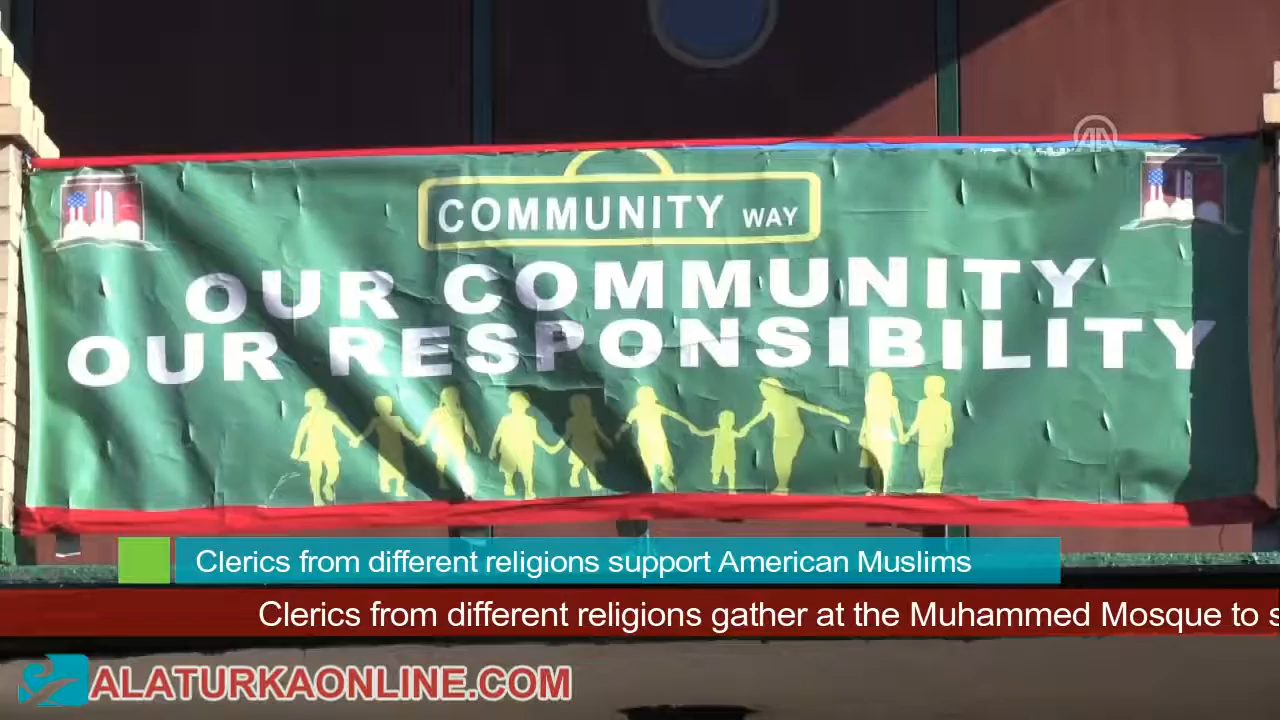 AA
COMMUNITY WAY
OUR COMMUNITY
OUR RESPONSIBILITY
Clerics from different religions support American Muslims
Clerics from different religions gather at the Muhammed Mosque to s
ALATURKAONLINE.COM